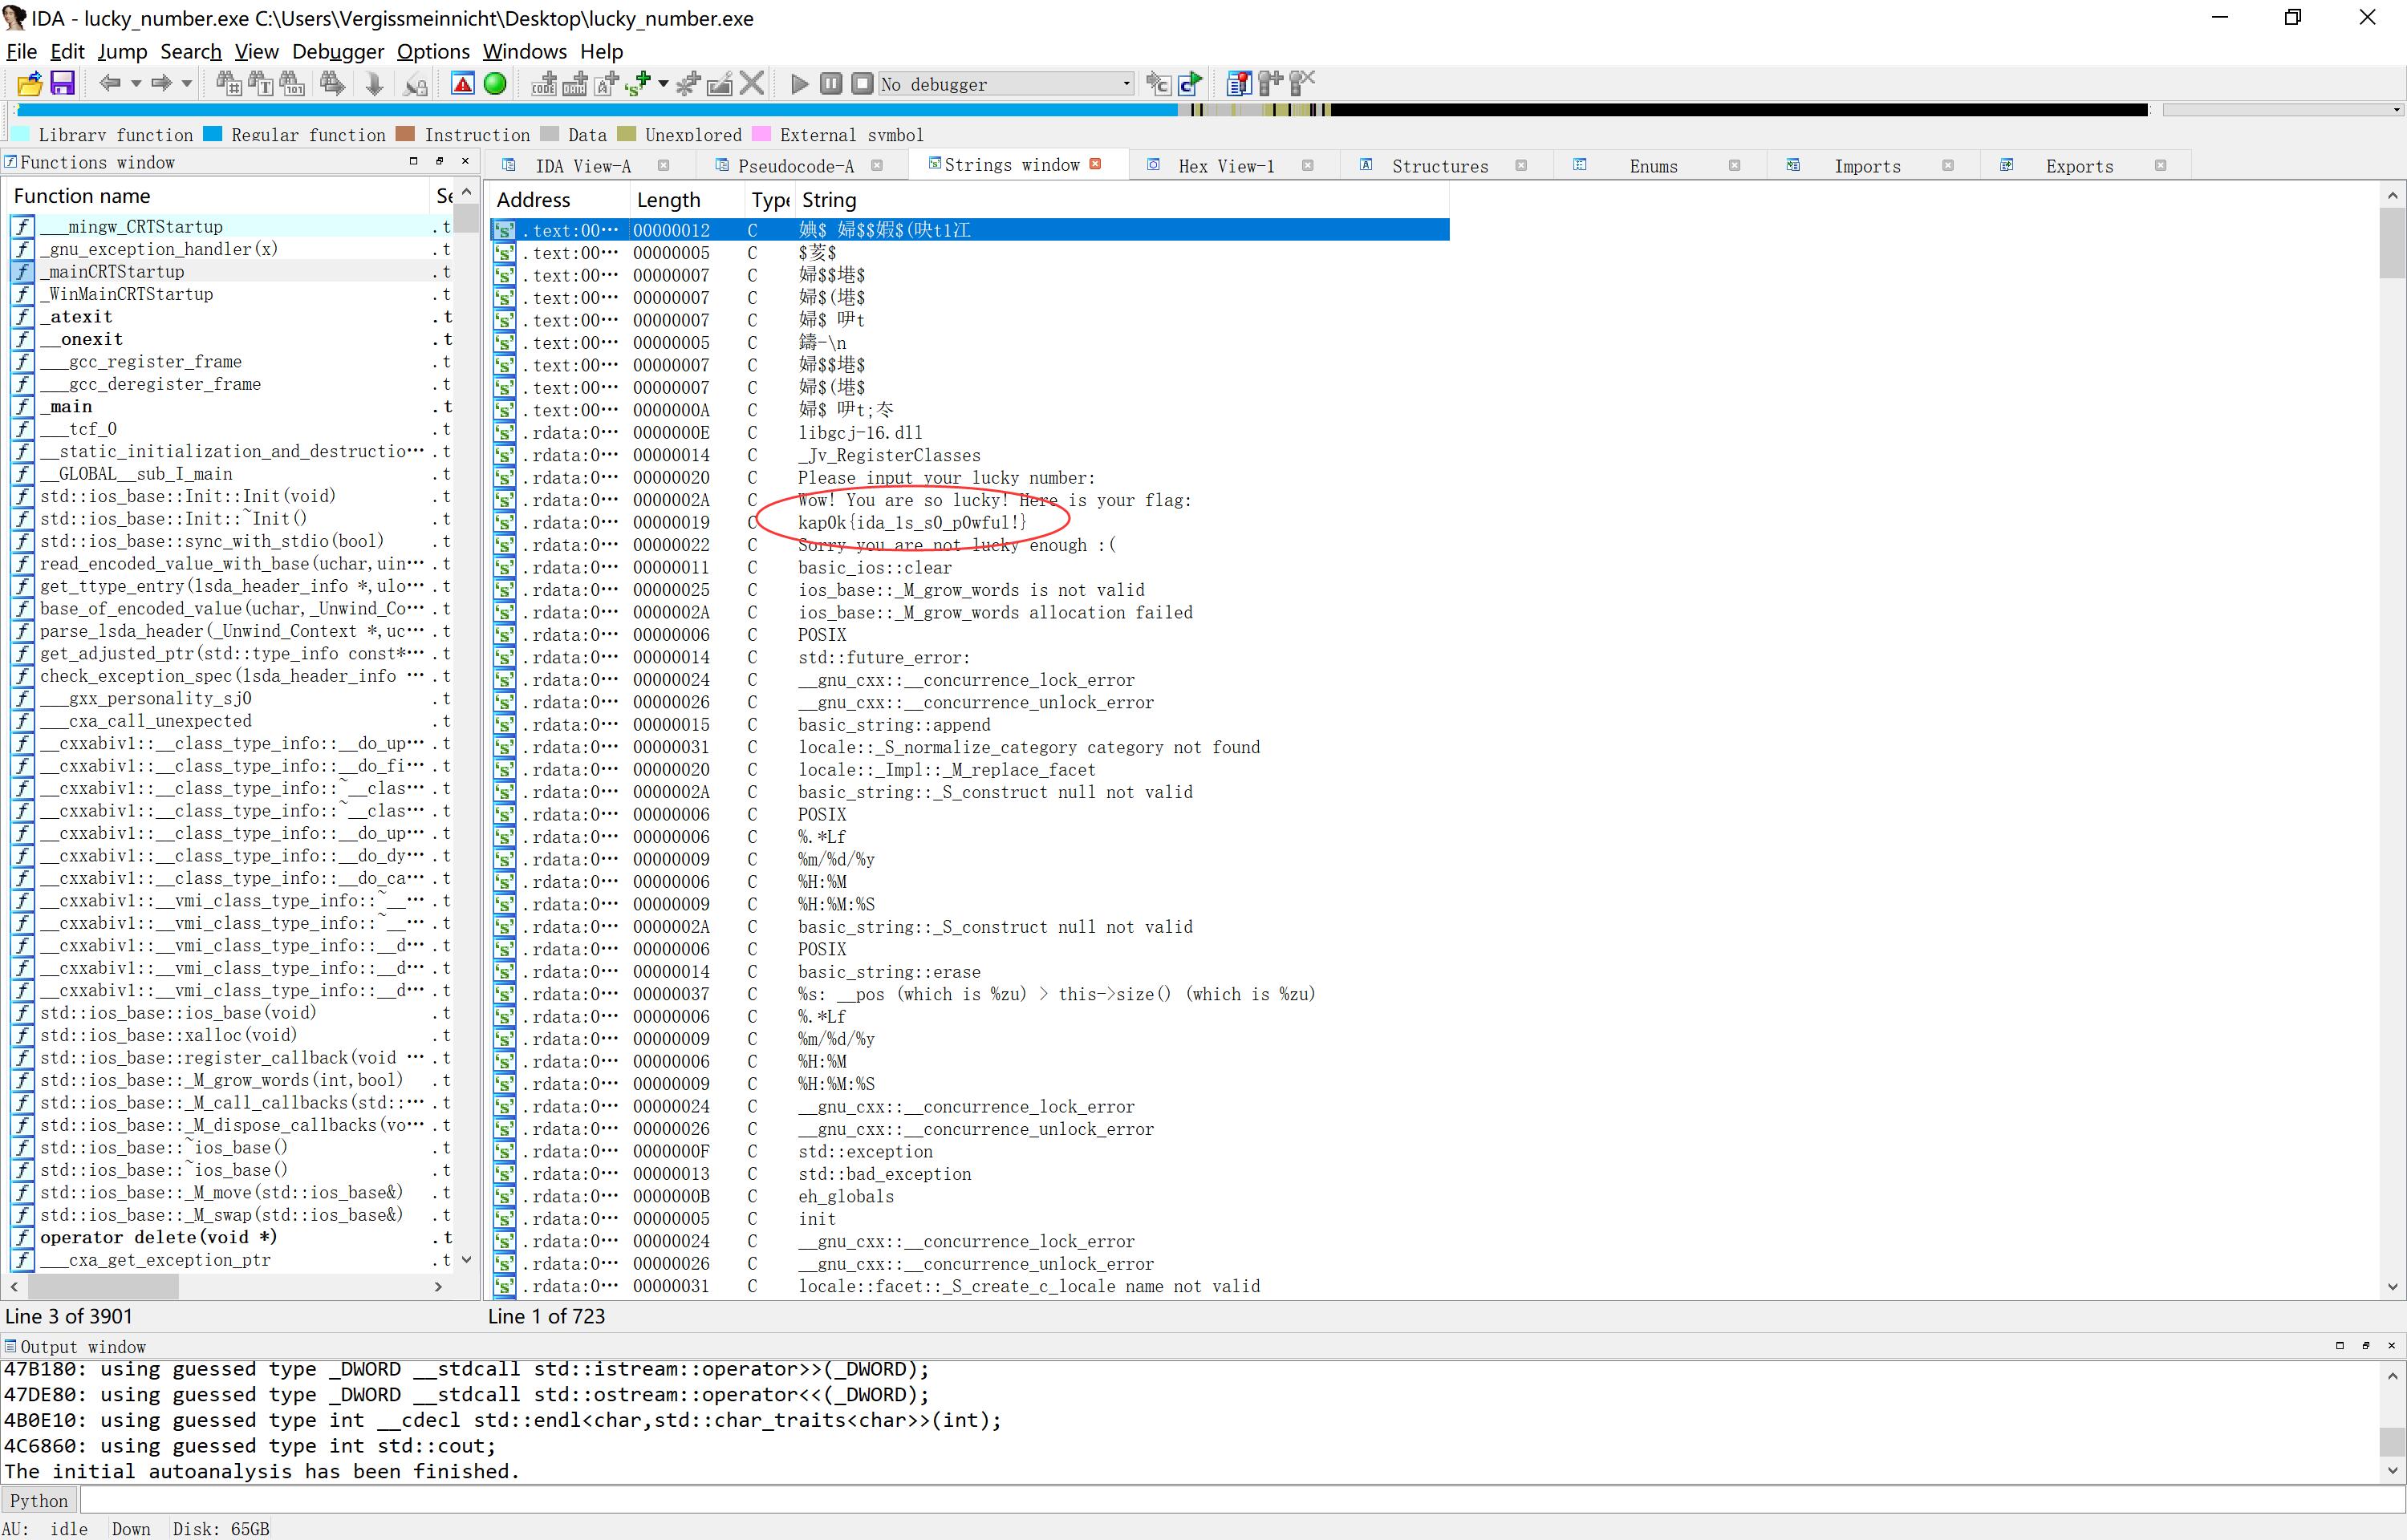 IDA - lucky_number.exe C:\Users\Vergissmeinnicht\Desktop\lucky_number.exe
File Edit Jump Search View Debugger Options Windows Help
No debugger
Library function Regular function Instruction Data Unexplored External symbol
Functions window
IDA View-A Pseudocode-A Strings window Hex View-1 Structures Enums Imports Exports
Function name Se
___mingw_CRTStartup .t
_gnu_exception_handler(x) .t
_mainCRTStartup .t
_WinMainCRTStartup .t
_atexit .t
__onexit .t
___gcc_register_frame .t
___gcc_deregister_frame .t
_main .t
___tcf_0 .t
__static_initialization_and_destructio… .t
__GLOBAL__sub_I_main .t
std::ios_base::Init::Init(void) .t
std::ios_base::Init::~Init() .t
std::ios_base::sync_with_stdio(bool) .t
read_encoded_value_with_base(uchar,uin… .t
get_ttype_entry(lsda_header_info *,ulo… .t
base_of_encoded_value(uchar,_Unwind_Co… .t
parse_lsda_header(_Unwind_Context *,uc… .t
get_adjusted_ptr(std::type_info const*… .t
check_exception_spec(lsda_header_info … .t
___gxx_personality_sj0 .t
___cxa_call_unexpected .t
__cxxabiv1::__class_type_info::__do_up… .t
__cxxabiv1::__class_type_info::__do_fi… .t
__cxxabiv1::__class_type_info::~__clas… .t
__cxxabiv1::__class_type_info::~__clas… .t
__cxxabiv1::__class_type_info::__do_up… .t
__cxxabiv1::__class_type_info::__do_dy… .t
__cxxabiv1::__class_type_info::__do_ca… .t
__cxxabiv1::__vmi_class_type_info::~__… .t
__cxxabiv1::__vmi_class_type_info::~__… .t
__cxxabiv1::__vmi_class_type_info::__d… .t
__cxxabiv1::__vmi_class_type_info::__d… .t
__cxxabiv1::__vmi_class_type_info::__d… .t
std::ios_base::ios_base(void) .t
std::ios_base::xalloc(void) .t
std::ios_base::register_callback(void … .t
std::ios_base::_M_grow_words(int,bool) .t
std::ios_base::_M_call_callbacks(std::… .t
std::ios_base::_M_dispose_callbacks(vo… .t
std::ios_base::~ios_base() .t
std::ios_base::~ios_base() .t
std::ios_base::_M_move(std::ios_base&) .t
std::ios_base::_M_swap(std::ios_base&) .t
operator delete(void *) .t
___cxa_get_exception_ptr .t
Line 3 of 3901
Address Length Type String
.text:00… 00000012 C
.text:00… 00000005 C
.text:00… 00000007 C 婦$$塂$
.text:00… 00000007 C 婦$(塂$
.text:00… 00000007 C 婦$ 吚t
.text:00… 00000005 C
.text:00… 00000007 C 婦$$塂$
.text:00… 00000007 C 婦$(塂$
.text:00… 0000000A C
.rdata:0… 0000000E C libgcj-16.dll
.rdata:0… 00000014 C _Jv_RegisterClasses
.rdata:0… 00000020 C Please input your lucky number:
.rdata:0… 0000002A C Wow! You are so lucky! Here is your flag:
.rdata:0… 00000019 C kap0k{ida_1s_s0_p0wful!}
.rdata:0… 00000022 C Sorry you are not lucky enough :(
.rdata:0… 00000011 C basic_ios::clear
.rdata:0… 00000025 C ios_base::_M_grow_words is not valid
.rdata:0… 0000002A C ios_base::_M_grow_words allocation failed
.rdata:0… 00000006 C POSIX
.rdata:0… 00000014 C std::future_error:
.rdata:0… 00000024 C __gnu_cxx::__concurrence_lock_error
.rdata:0… 00000026 C __gnu_cxx::__concurrence_unlock_error
.rdata:0… 00000015 C basic_string::append
.rdata:0… 00000031 C locale::_S_normalize_category category not found
.rdata:0… 00000020 C locale::_Impl::_M_replace_facet
.rdata:0… 0000002A C basic_string::_S_construct null not valid
.rdata:0… 00000006 C POSIX
.rdata:0… 00000006 C %.*Lf
.rdata:0… 00000009 C %m/%d/%y
.rdata:0… 00000006 C %H:%M
.rdata:0… 00000009 C %H:%M:%S
.rdata:0… 0000002A C basic_string::_S_construct null not valid
.rdata:0… 00000006 C POSIX
.rdata:0… 00000014 C basic_string::erase
.rdata:0… 00000037 C %s: __pos (which is %zu) > this->size() (which is %zu)
.rdata:0… 00000006 C %.*Lf
.rdata:0… 00000009 C %m/%d/%y
.rdata:0… 00000006 C %H:%M
.rdata:0… 00000009 C %H:%M:%S
.rdata:0… 00000024 C __gnu_cxx::__concurrence_lock_error
.rdata:0… 00000026 C __gnu_cxx::__concurrence_unlock_error
.rdata:0… 0000000F C std::exception
.rdata:0… 00000013 C std::bad_exception
.rdata:0… 0000000B C eh_globals
.rdata:0… 00000005 C init
.rdata:0… 00000024 C __gnu_cxx::__concurrence_lock_error
.rdata:0… 00000026 C __gnu_cxx::__concurrence_unlock_error
.rdata:0… 00000031 C locale::facet::_S_create_c_locale name not valid
Line 1 of 723
Output window
47B180: using guessed type _DWORD __stdcall std::istream::operator>>(_DWORD);
47DE80: using guessed type _DWORD __stdcall std::ostream::operator<<(_DWORD);
4B0E10: using guessed type int __cdecl std::endl<char,std::char_traits<char>>(int);
4C6860: using guessed type int std::cout;
The initial autoanalysis has been finished.
Python
AU: idle Down Disk: 65GB